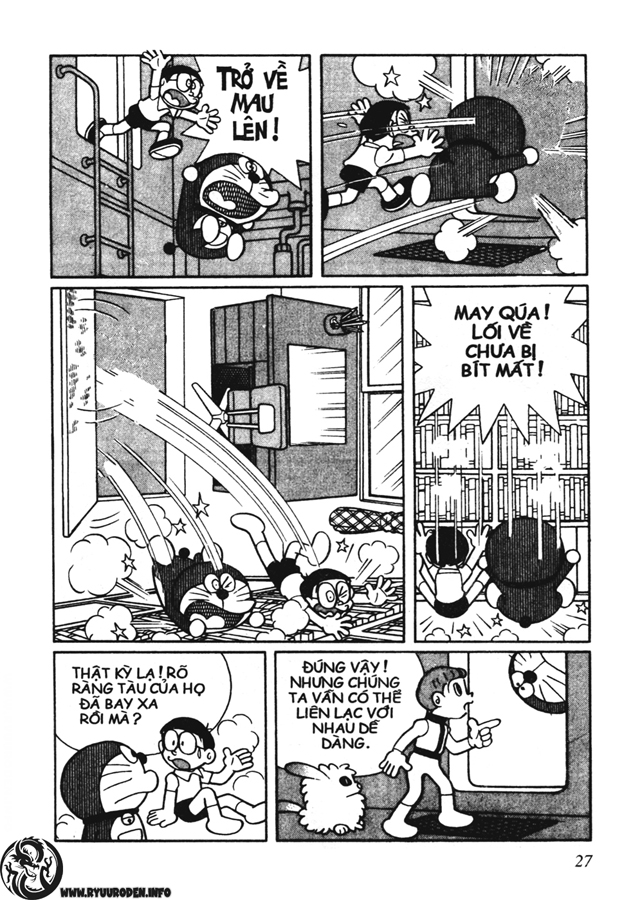 TRỞ VỀ
MAU
LÊN!
MAY QÚA!
LỐI VỀ
CHƯA BỊ
BÍT MẤT!
THẬT KỲ LẠ! RÕ
RÀNG TÀU CỦA HỌ
ĐÃ BAY XA
RỒI MÀ?
ĐÚNG VẬY!
NHƯNG CHÚNG
TA VẪN CÓ THỂ
LIÊN LẠC VỚI
NHAU DỄ
DÀNG.
27
WWW.RYUURODEN.INFO